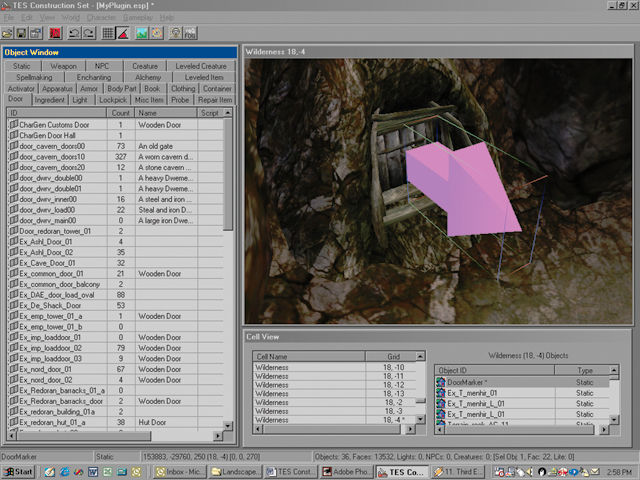 TES Construction Set - [MyPlugin.esp] *
File Edit View World Character Gameplay Help
Object Window
Static Weapon NPC Creature Leveled Creature
Spellmaking Enchanting Alchemy Leveled Item
Activator Apparatus Armor Body Part Book Clothing Container
Door Ingredient Light Lockpick Misc Item Probe Repair Item
ID Count Name Script
CharGen Customs Door 1 Wooden Door
CharGen Door Hall 1
door_cavern_doors00 73 An old gate
door_cavern_doors10 327 A worn cavern d...
door_cavern_doors20 12 A stone cavern ...
door_dwrv_double00 1 A heavy Dweme...
door_dwrv_double01 1 A heavy Dweme...
door_dwrv_inner00 16 A steel and iron ...
door_dwrv_load00 22 Steal and iron D...
door_dwrv_main00 0 A large iron Dwe...
Door_redoran_tower_01 2
Ex_Ashl_Door_01 4
Ex_Ashl_Door_02 35
Ex_Cave_Door_01 32
Ex_common_door_01 21 Wooden Door
Ex_common_door_balcony 2
Ex_DAE_door_load_oval 88
Ex_De_Shack_Door 53
Ex_emp_tower_01_a 1 Wooden Door
Ex_emp_tower_01_b 0
Ex_imp_loaddoor_01 0 Wooden Door
Ex_imp_loaddoor_02 79 Wooden Door
Ex_imp_loaddoor_03 9 Wooden Door
Ex_nord_door_01 67 Wooden Door
Ex_nord_door_02 4 Wooden Door
Ex_Redoran_barracks_01_a 0
Ex_Redoran_barracks_door 2 Wooden Door
Ex_redoran_building_01a 2
Ex_redoran_hut_01_a 38 Hut Door
Wilderness 18, -4
Cell View
Cell Name Grid
Wilderness 18, -10
Wilderness 18, -11
Wilderness 18, -12
Wilderness 18, -13
Wilderness 18, -2
Wilderness 18, -3
Wilderness 18, -4 *
Wilderness (18, -4) Objects
Object ID Type
DoorMarker * Static
Ex_T_menhir_01 Static
Ex_T_menhir_L_01 Static
Ex_T_menhir_L_01 Static
DoorMarker Static 153883, -29760, 250 (18, -4) [0, 0, 270] Objects: 36, Faces: 13532, Lights: 0, NPCs: 0, Creatures: 0, [Sel Obj: 1, Fac: 22, Lite: 0]
Start Inbox - Mic... Landscape... TES Const... Adobe Pho... TES Co... 11. Third E... 2:58 PM